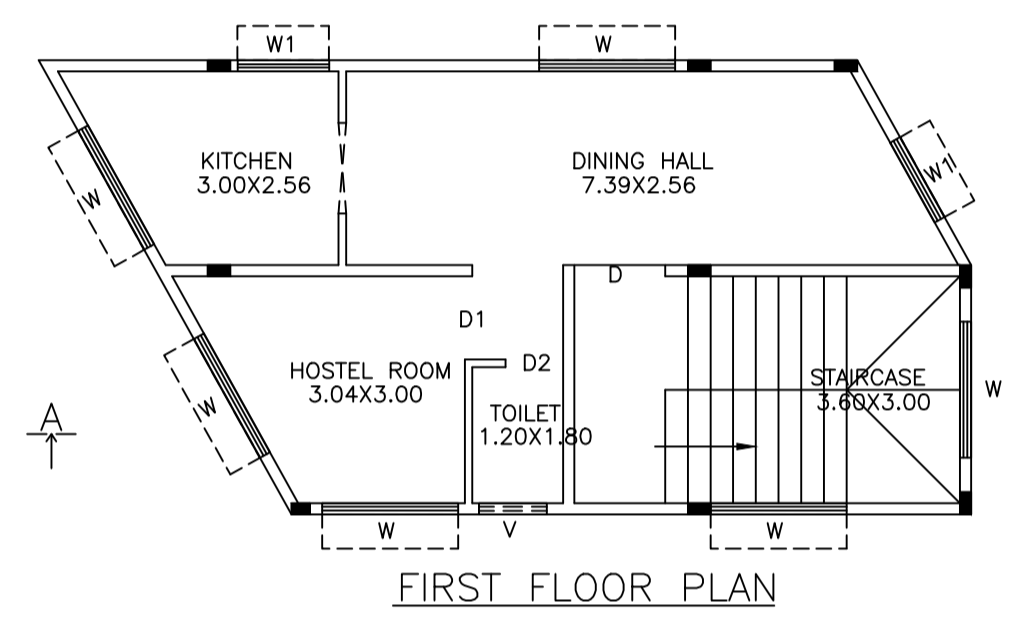 W1
W
KITCHEN
3.00X2.56
DINING HALL
7.39X2.56
W1
W
D
D1
D2
HOSTEL ROOM
3.04X3.00
STAIRCASE
3.60X3.00
W
W
TOILET
1.20X1.80
A
W
V
W
FIRST FLOOR PLAN